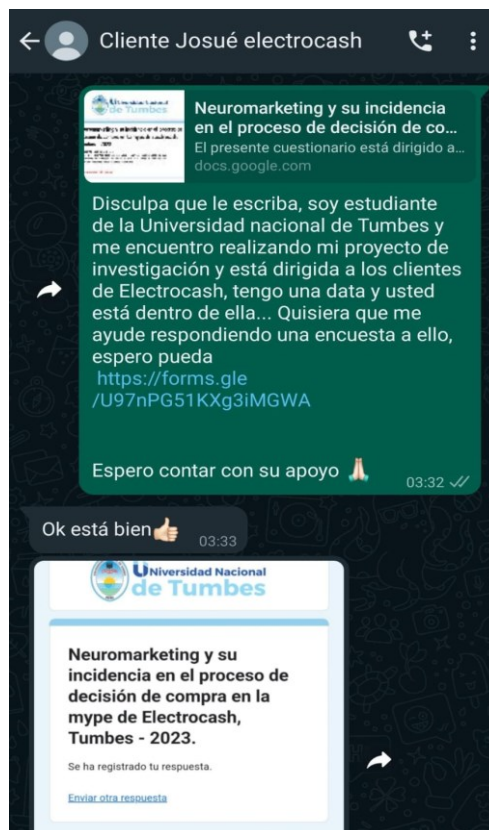 Cliente Josué electrocash
Universidad Nacional
de Tumbes
Neuromarketing y su incidencia
en el proceso de decisión de co...
El presente cuestionario está dirigido a...
docs.google.com
Disculpa que le escriba, soy estudiante
de la Universidad nacional de Tumbes y
me encuentro realizando mi proyecto de
investigación y está dirigida a los clientes
de Electrocash, tengo una data y usted
está dentro de ella... Quisiera que me
ayude respondiendo una encuesta a ello,
espero pueda
https://forms.gle
/U97nPG51KXg3iMGWA
Espero contar con su apoyo 🙏🏻
03:32
Ok está bien👍🏻
03:33
Universidad Nacional
de Tumbes
Neuromarketing y su
incidencia en el proceso de
decisión de compra en la
mype de Electrocash,
Tumbes - 2023.
Se ha registrado tu respuesta.
Enviar otra respuesta